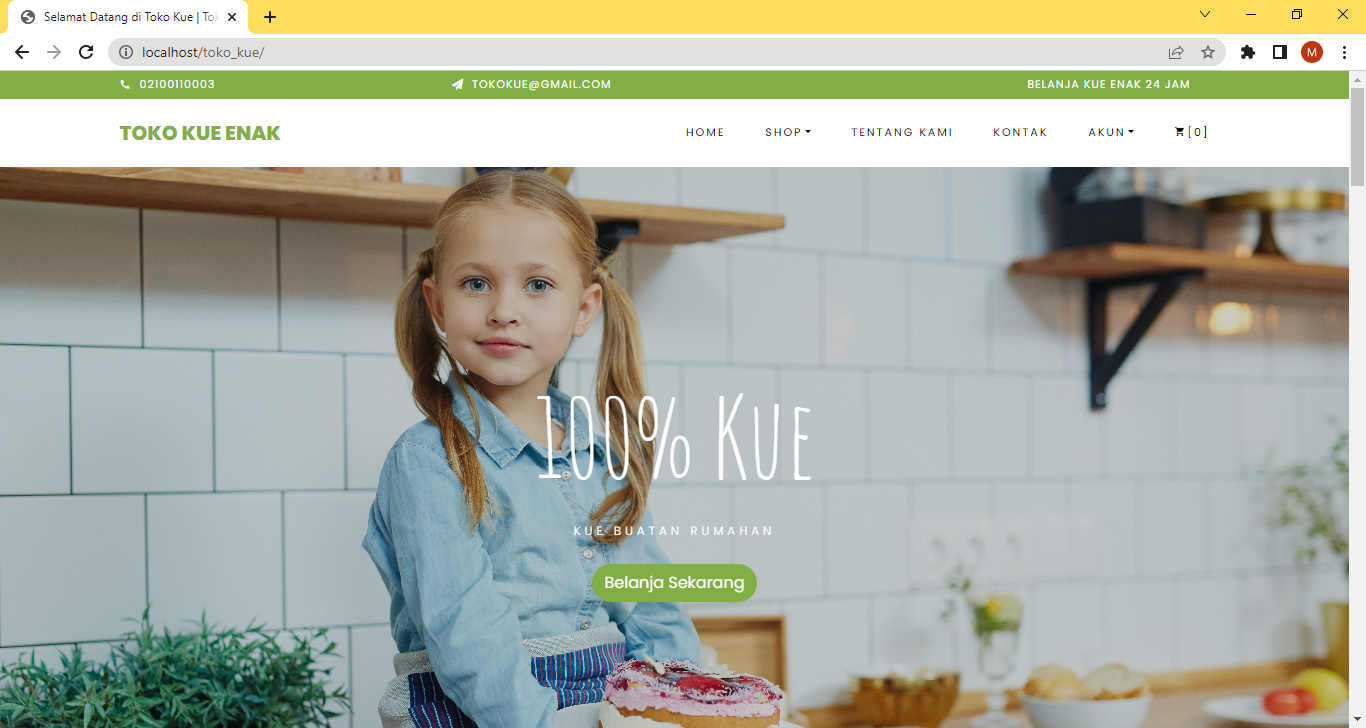 Selamat Datang di Toko Kue | Tok
localhost/toko_kue/
M
02100110003
TOKOKUE@GMAIL.COM
BELANJA KUE ENAK 24 JAM
TOKO KUE ENAK
HOME
SHOP
TENTANG KAMI
KONTAK
AKUN
[0]
100% Kue
KUE BUATAN RUMAHAN
Belanja Sekarang